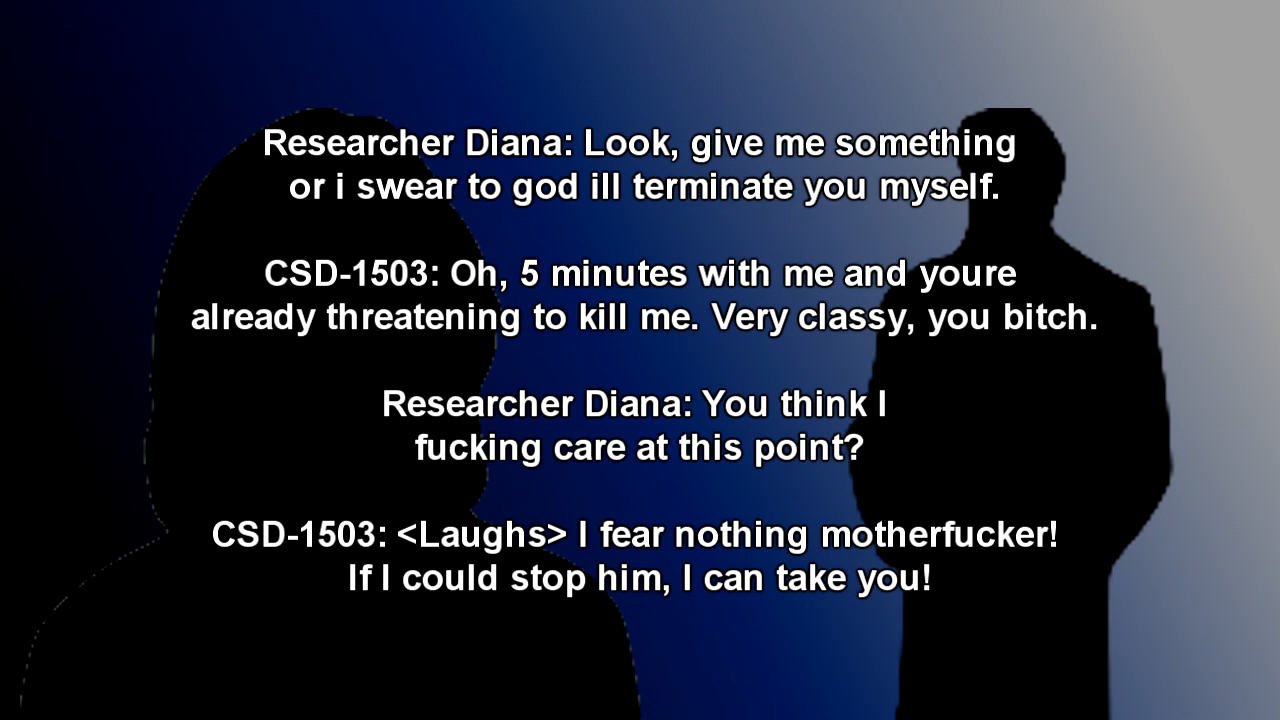 Researcher Diana: Look, give me something
or i swear to god ill terminate you myself.
CSD-1503: Oh, 5 minutes with me and youre
already threatening to kill me. Very classy, you bitch.
Researcher Diana: You think I
fucking care at this point?
CSD-1503: <Laughs> I fear nothing motherfucker!
If I could stop him, I can take you!